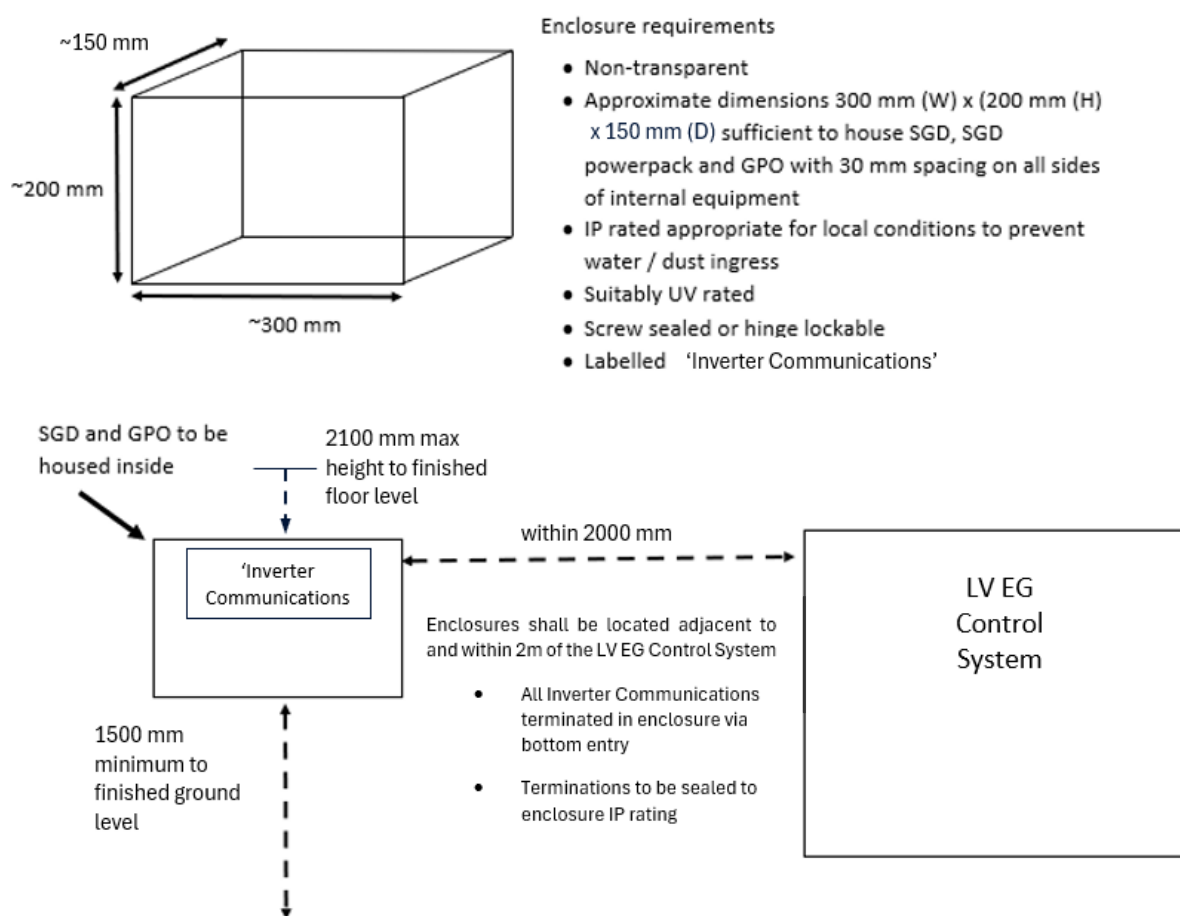 ~150 mm
~200 mm
~300 mm
Enclosure requirements
• Non-transparent
• Approximate dimensions 300 mm (W) x (200 mm (H)
x 150 mm (D) sufficient to house SGD, SGD
powerpack and GPO with 30 mm spacing on all sides
of internal equipment
• IP rated appropriate for local conditions to prevent
water / dust ingress
• Suitably UV rated
• Screw sealed or hinge lockable
• Labelled 'Inverter Communications'
SGD and GPO to be
housed inside
2100 mm max
height to finished
floor level
'Inverter
Communications
1500 mm
minimum to
finished ground
level
within 2000 mm
Enclosures shall be located adjacent to
and within 2m of the LV EG Control System
• All Inverter Communications
terminated in enclosure via
bottom entry
• Terminations to be sealed to
enclosure IP rating
LV EG
Control
System